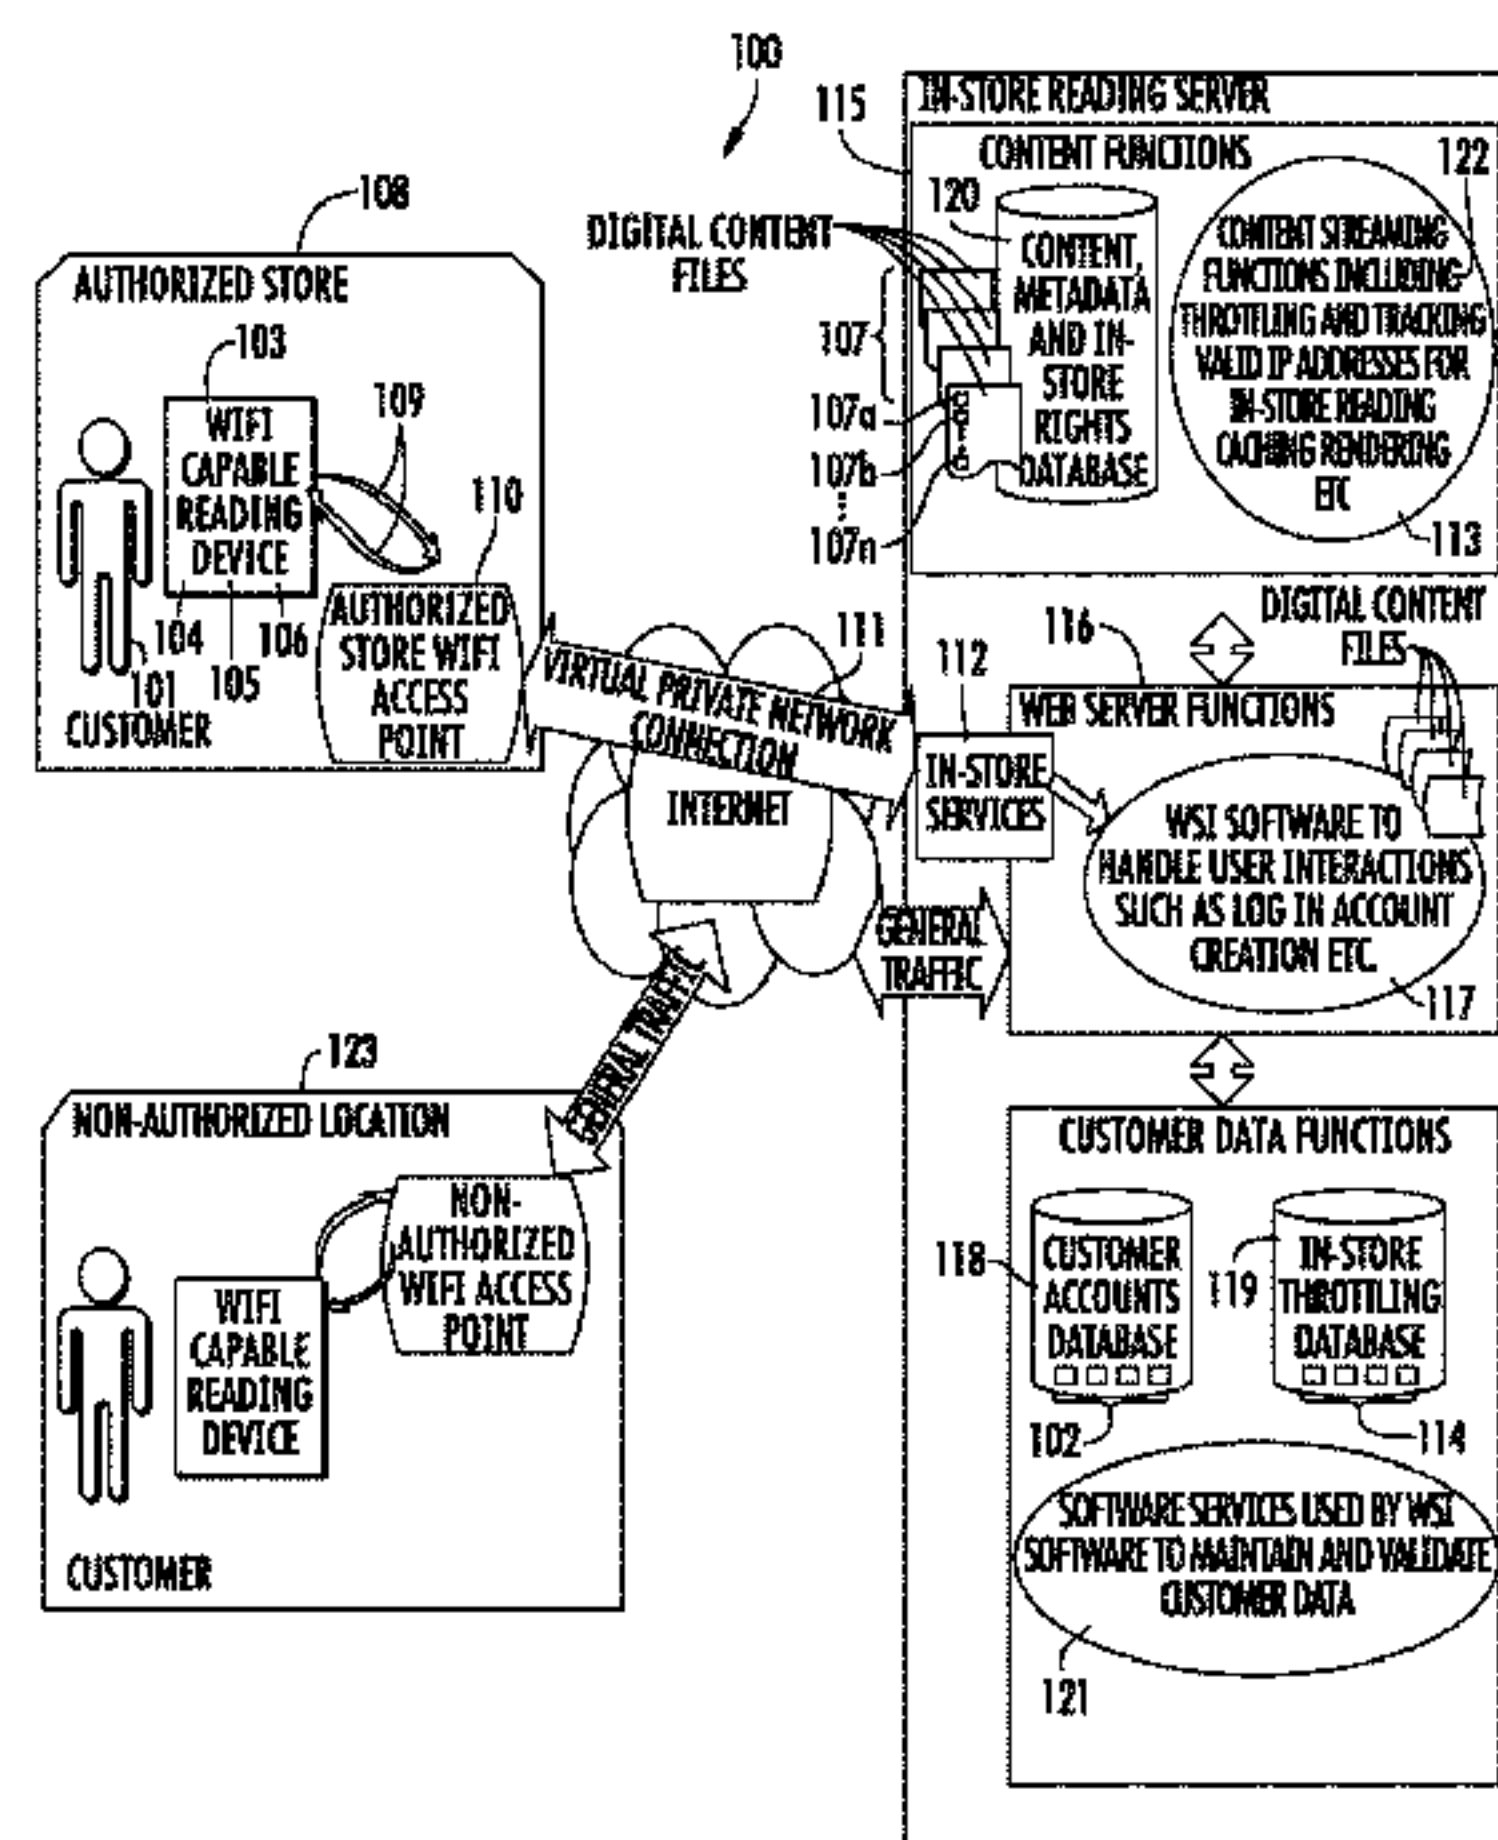 100
115
IN-STORE READING SERVER
CONTENT FUNCTIONS
122
120
DIGITAL CONTENT
FILES
CONTENT,
METADATA
AND IN-
STORE
RIGHTS
DATABASE
107
107a
107b
107n
CONTENT STREAMING
FUNCTIONS INCLUDING
THROTTLING AND TRACKING
VALID IP ADDRESSES FOR
IN-STORE READING
CACHING RENDERING
ETC
113
108
AUTHORIZED STORE
103
WIFI
CAPABLE
READING
DEVICE
109
110
104
105
106
101
CUSTOMER
AUTHORIZED
STORE WIFI
ACCESS
POINT
111
VIRTUAL PRIVATE NETWORK
CONNECTION
INTERNET
112
IN-STORE
SERVICES
116
DIGITAL CONTENT
FILES
WEB SERVER FUNCTIONS
WSI SOFTWARE TO
HANDLE USER INTERACTIONS
SUCH AS LOG IN ACCOUNT
CREATION ETC.
117
GENERAL
TRAFFIC
GENERAL TRAFFIC
123
NON-AUTHORIZED LOCATION
NON-
AUTHORIZED
WIFI ACCESS
POINT
WIFI
CAPABLE
READING
DEVICE
CUSTOMER
CUSTOMER DATA FUNCTIONS
118
CUSTOMER
ACCOUNTS
DATABASE
119
IN-STORE
THROTTLING
DATABASE
102
114
SOFTWARE SERVICES USED BY WSI
SOFTWARE TO MAINTAIN AND VALIDATE
CUSTOMER DATA
121